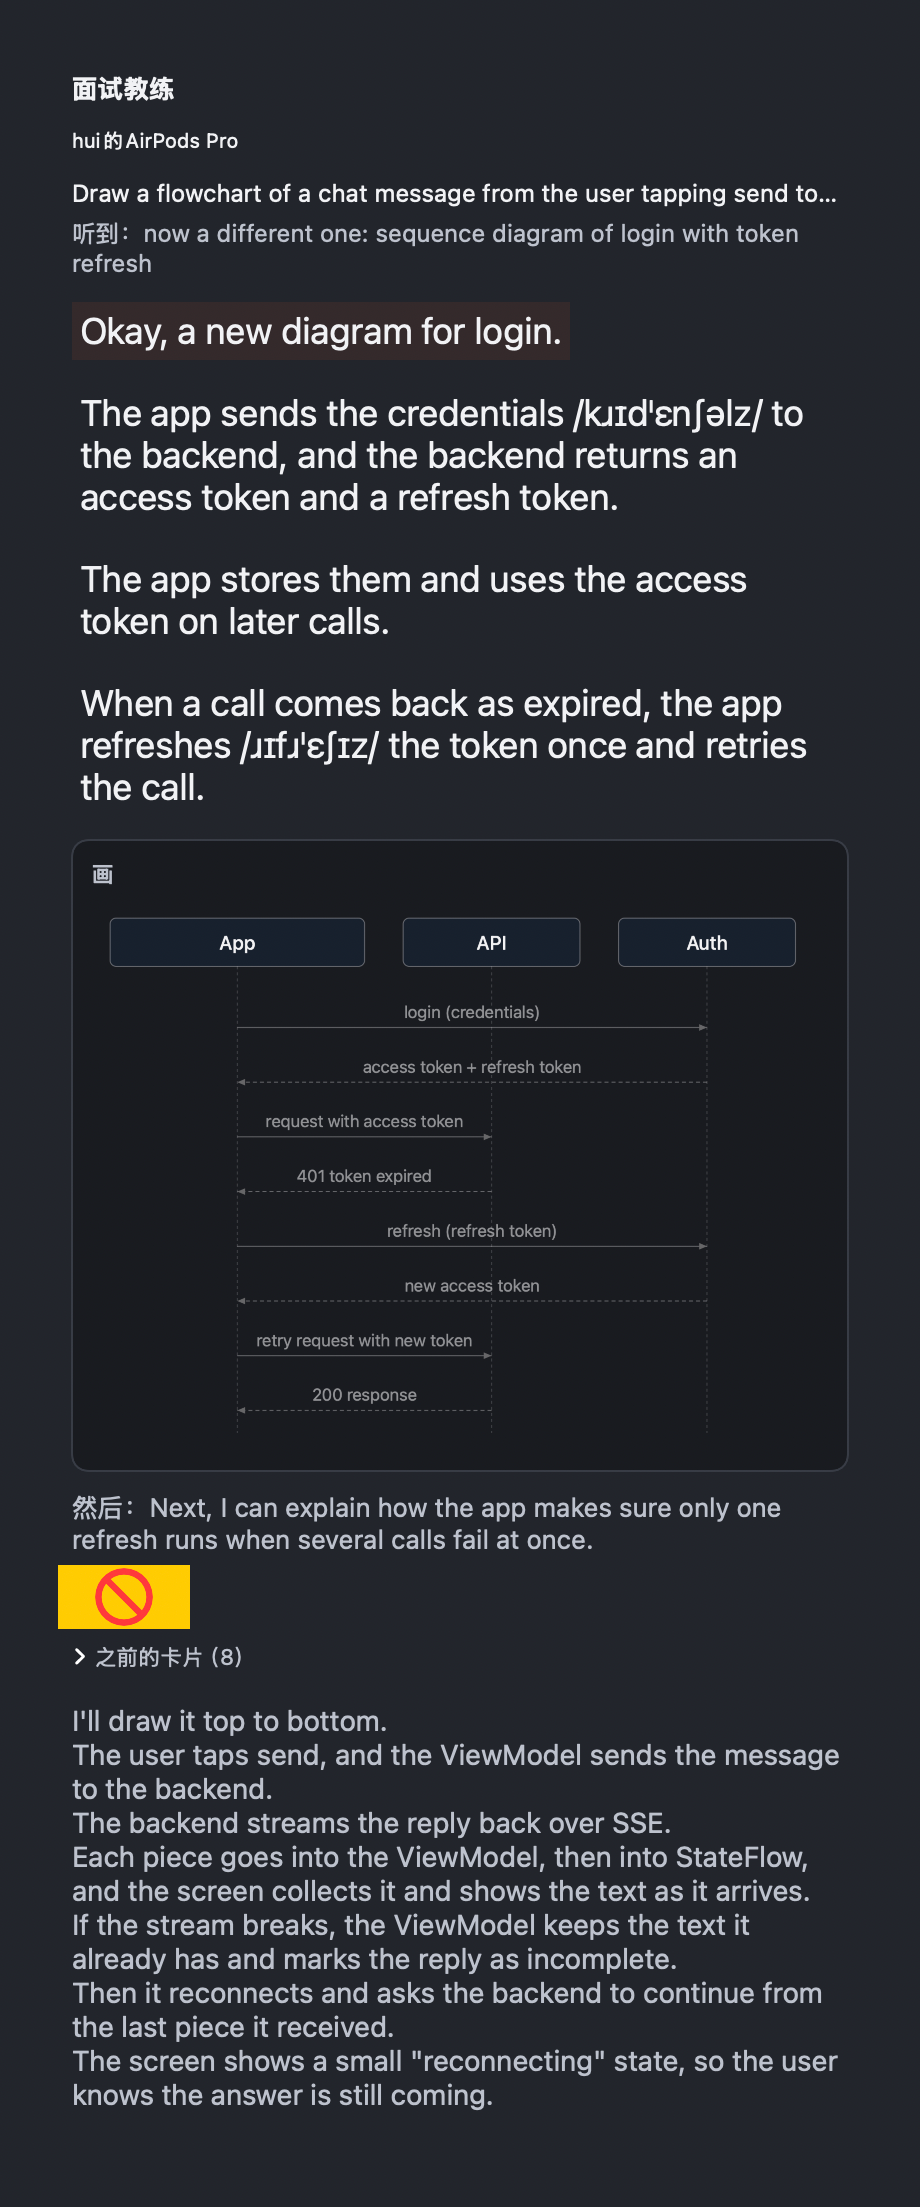 面试教练
hui的AirPods Pro
Draw a flowchart of a chat message from the user tapping send to...
听到：now a different one: sequence diagram of login with token
refresh
Okay, a new diagram for login.
The app sends the credentials /kɹɪdˈɛnʃəlz/ to
the backend, and the backend returns an
access token and a refresh token.
The app stores them and uses the access
token on later calls.
When a call comes back as expired, the app
refreshes /ɹɪfɹˈɛʃɪz/ the token once and retries
the call.
画
App API Auth
login (credentials)
access token + refresh token
request with access token
401 token expired
refresh (refresh token)
new access token
retry request with new token
200 response
然后：Next, I can explain how the app makes sure only one
refresh runs when several calls fail at once.
之前的卡片 (8)
I'll draw it top to bottom.
The user taps send, and the ViewModel sends the message
to the backend.
The backend streams the reply back over SSE.
Each piece goes into the ViewModel, then into StateFlow,
and the screen collects it and shows the text as it arrives.
If the stream breaks, the ViewModel keeps the text it
already has and marks the reply as incomplete.
Then it reconnects and asks the backend to continue from
the last piece it received.
The screen shows a small "reconnecting" state, so the user
knows the answer is still coming.